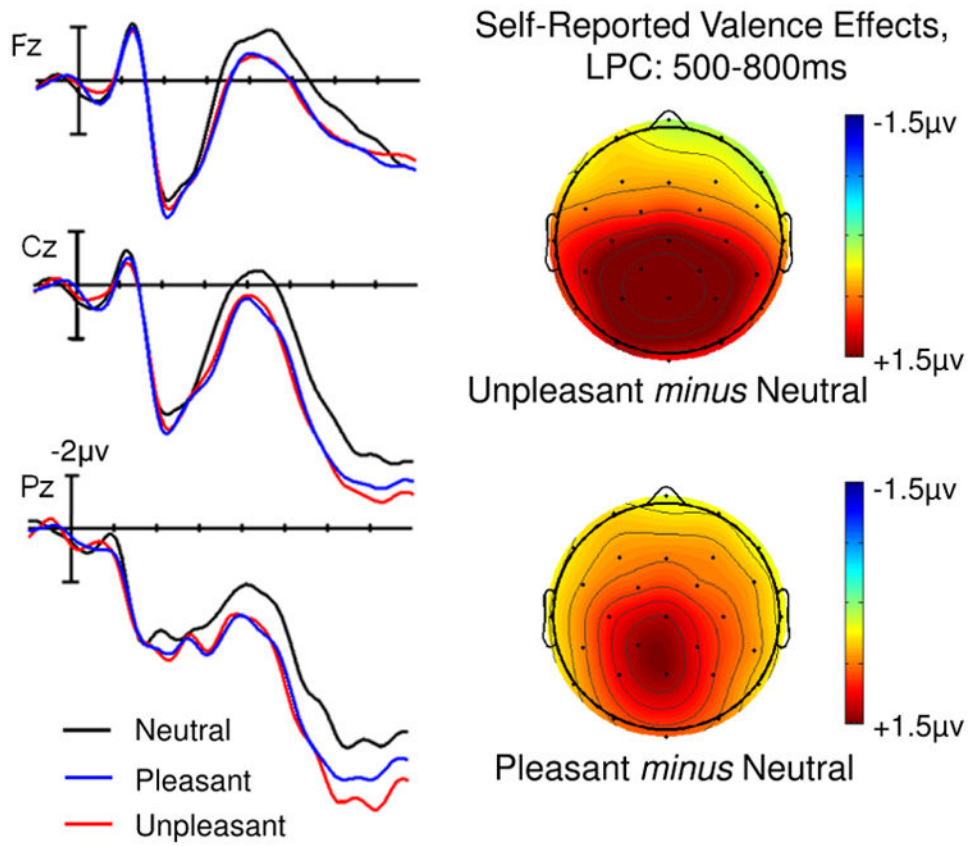 Fz
Self-Reported Valence Effects,
LPC: 500-800ms
-1.5μv
+1.5μv
Unpleasant minus Neutral
Cz
-2μv
Pz
-1.5μv
+1.5μv
Pleasant minus Neutral
Neutral
Pleasant
Unpleasant